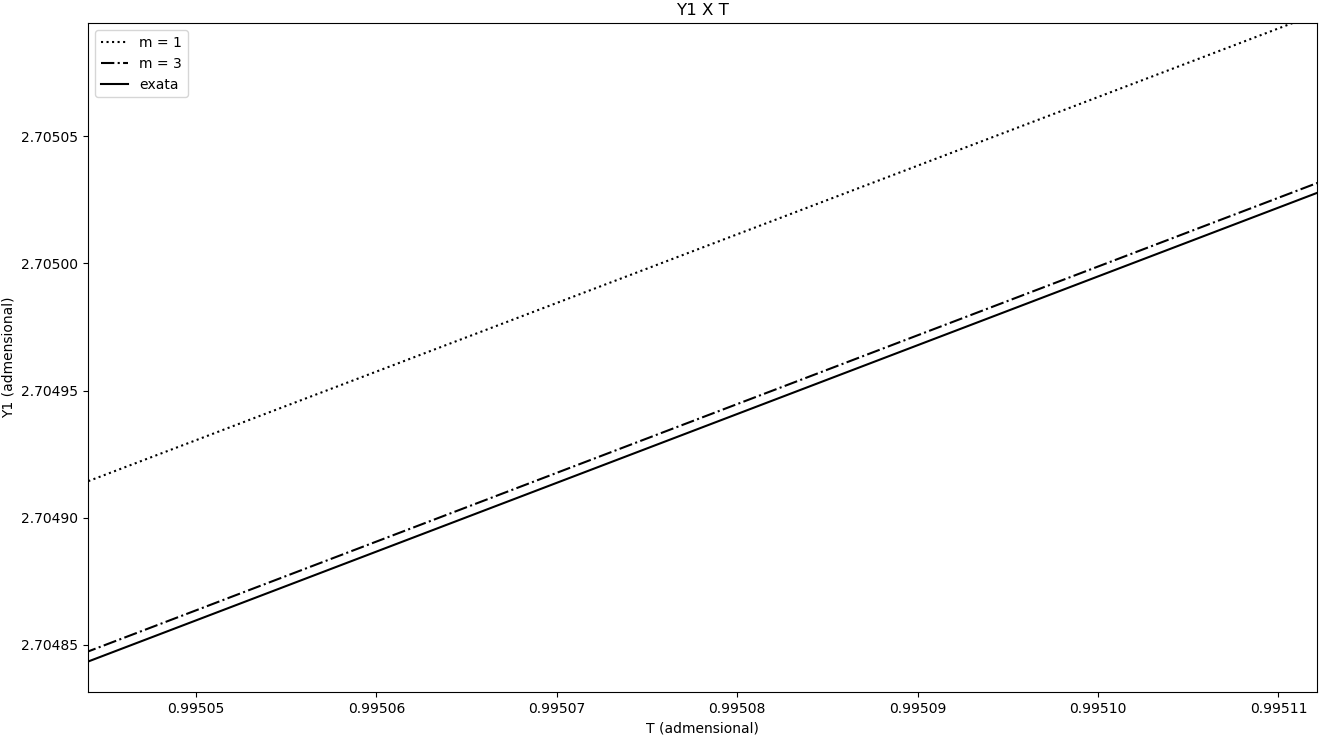 Y1 X T
m = 1
m = 3
exata
2.70505
2.70500
2.70495
2.70490
2.70485
Y1 (admensional)
0.99505
0.99506
0.99507
0.99508
0.99509
0.99510
0.99511
T (admensional)